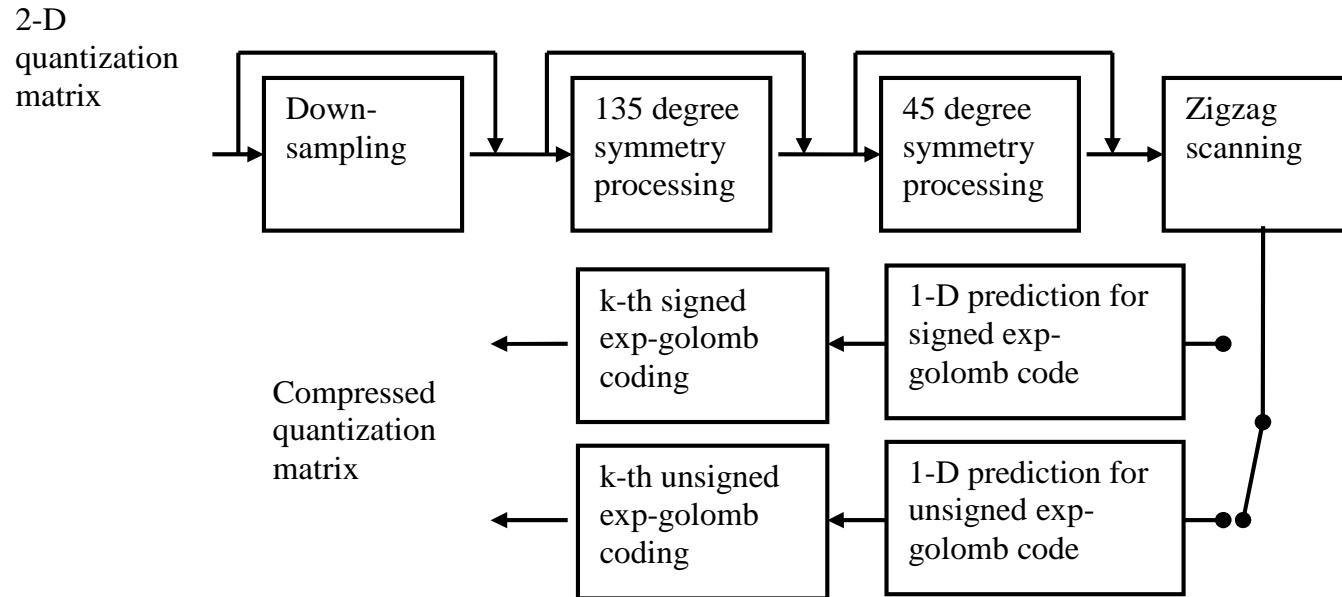 2-D
quantization
matrix
Down-
sampling
135 degree
symmetry
processing
45 degree
symmetry
processing
Zigzag
scanning
k-th signed
exp-golomb
coding
1-D prediction for
signed exp-
golomb code
Compressed
quantization
matrix
k-th unsigned
exp-golomb
coding
1-D prediction for
unsigned exp-
golomb code